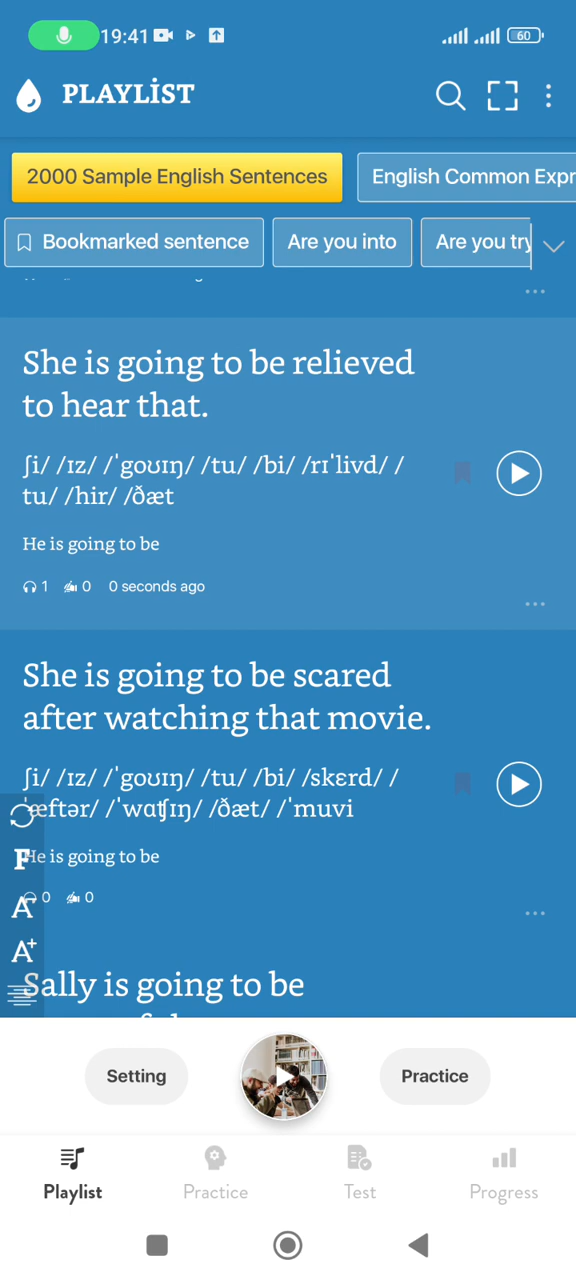 19:41
60
PLAYLİST
2000 Sample English Sentences
English Common Expr
Bookmarked sentence
Are you into
Are you try
She is going to be relieved
to hear that.
ʃi/ /ɪz/ /ˈɡoʊɪŋ/ /tu/ /bi/ /rɪˈlivd/ /
tu/ /hir/ /ðæt
He is going to be
1 0 0 seconds ago
She is going to be scared
after watching that movie.
ʃi/ /ɪz/ /ˈɡoʊɪŋ/ /tu/ /bi/ /skɛrd/ /
ˈæftər/ /ˈwɑʧɪŋ/ /ðæt/ /ˈmuvi
F
He is going to be
0 0
A
A+
Sally is going to be
Setting
Practice
Playlist
Practice
Test
Progress